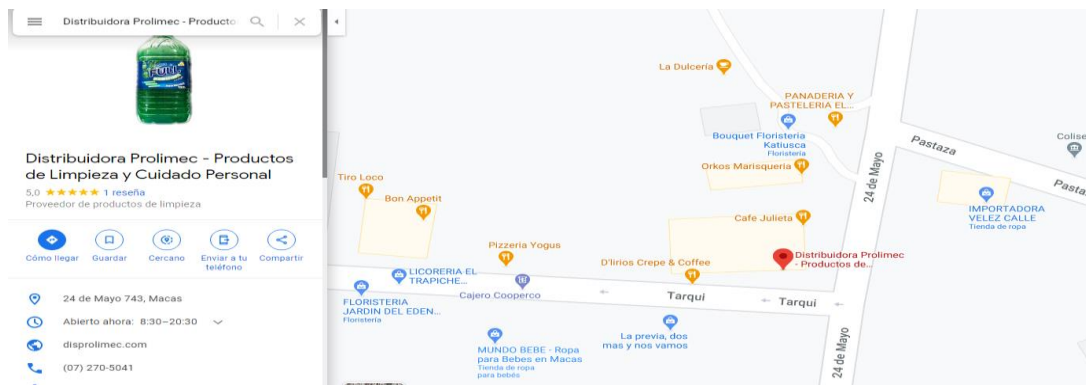 Distribuidora Prolimec - Producto
FULL
Distribuidora Prolimec - Productos
de Limpieza y Cuidado Personal
5,0 ★★★★★ 1 reseña
Proveedor de productos de limpieza
Cómo llegar
Guardar
Cercano
Enviar a tu
teléfono
Compartir
24 de Mayo 743, Macas
Abierto ahora: 8:30–20:30
disprolimec.com
(07) 270-5041
La Dulcería
PANADERIA Y
PASTELERIA EL...
Bouquet Floristeria
Katiusca
Floristería
Orkos Marisqueria
Pastaza
Colise
Pasta
24 de Mayo
Tiro Loco
Bon Appetit
IMPORTADORA
VELEZ CALLE
Tienda de ropa
Cafe Julieta
Pizzeria Yogus
Distribuidora Prolimec
- Productos de...
D'lirios Crepe & Coffee
LICORERIA EL
TRAPICHE...
Cajero Cooperco
Tarqui
Tarqui
FLORISTERIA
JARDIN DEL EDEN...
Floristería
La previa, dos
mas y nos vamos
MUNDO BEBE - Ropa
para Bebes en Macas
Tienda de ropa
para bebés
24 de Mayo